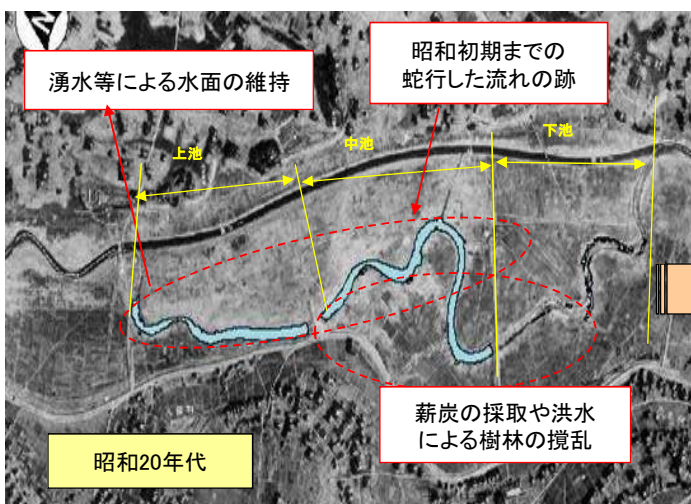 N
湧水等による水面の維持
昭和初期までの
蛇行した流れの跡
上池
中池
下池
薪炭の採取や洪水
による樹林の撹乱
昭和20年代